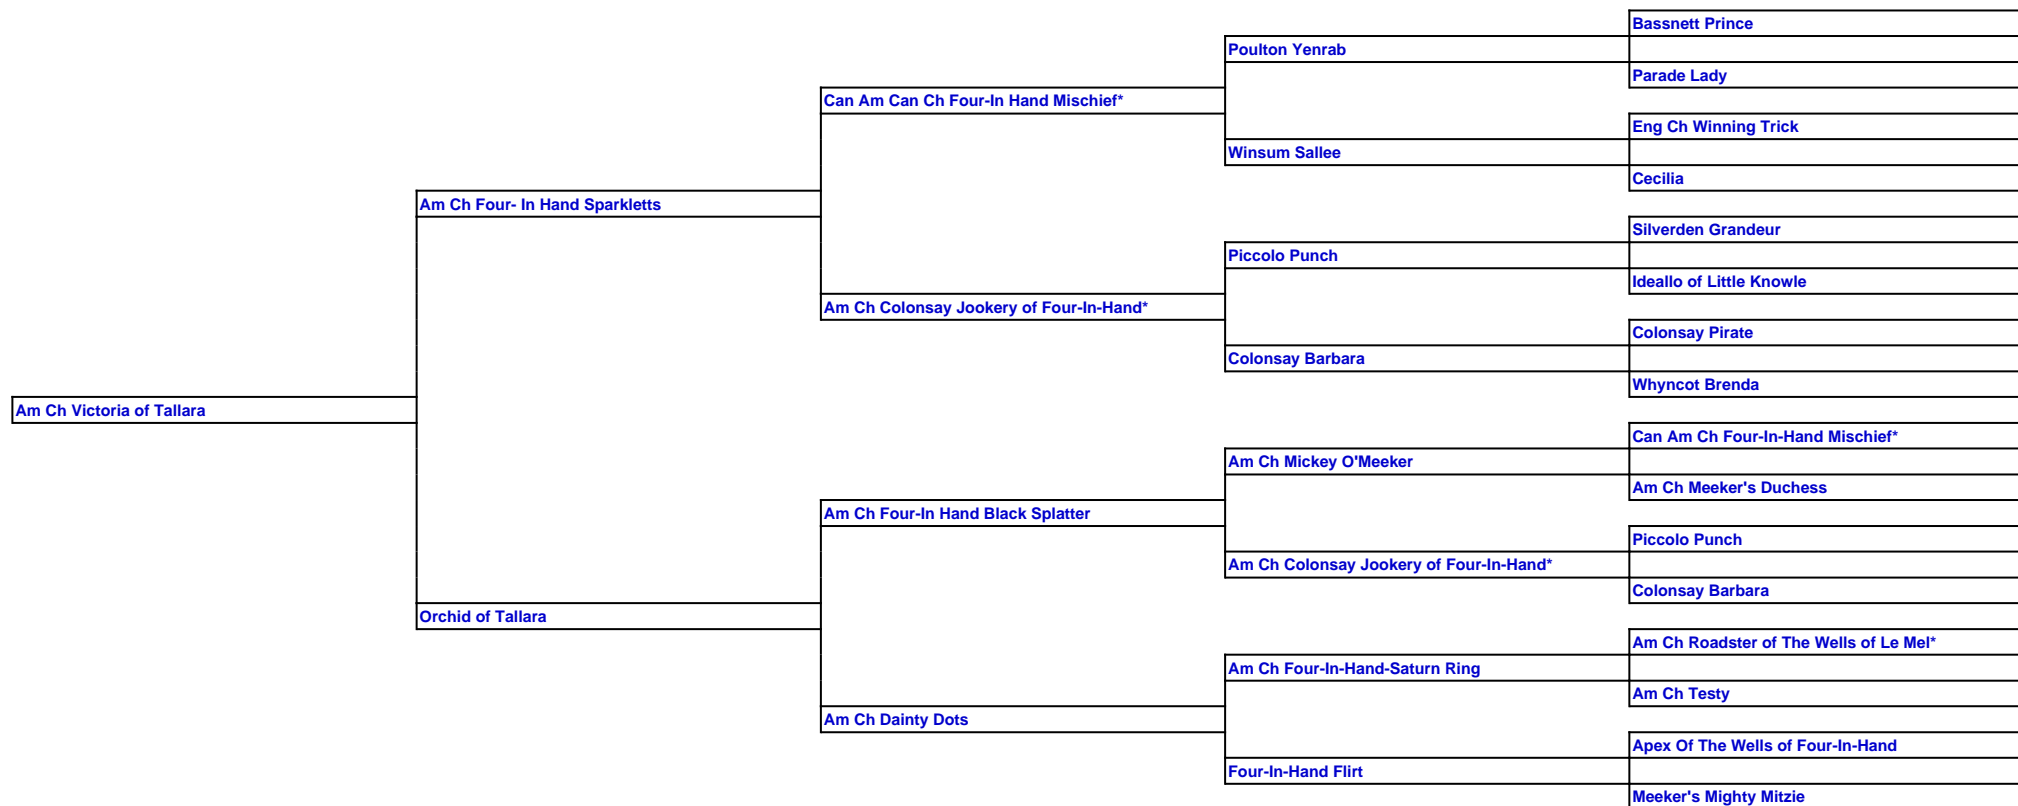 Bassnett Prince
Poulton Yenrab
Parade Lady
Can Am Can Ch Four-In Hand Mischief*
Eng Ch Winning Trick
Winsum Sallee
Cecilia
Am Ch Four- In Hand Sparkletts
Silverden Grandeur
Piccolo Punch
Ideallo of Little Knowle
Am Ch Colonsay Jookery of Four-In-Hand*
Colonsay Pirate
Colonsay Barbara
Whyncot Brenda
Am Ch Victoria of Tallara
Can Am Ch Four-In-Hand Mischief*
Am Ch Mickey O'Meeker
Am Ch Meeker's Duchess
Am Ch Four-In Hand Black Splatter
Piccolo Punch
Am Ch Colonsay Jookery of Four-In-Hand*
Colonsay Barbara
Orchid of Tallara
Am Ch Roadster of The Wells of Le Mel*
Am Ch Four-In-Hand-Saturn Ring
Am Ch Testy
Am Ch Dainty Dots
Apex Of The Wells of Four-In-Hand
Four-In-Hand Flirt
Meeker's Mighty Mitzie